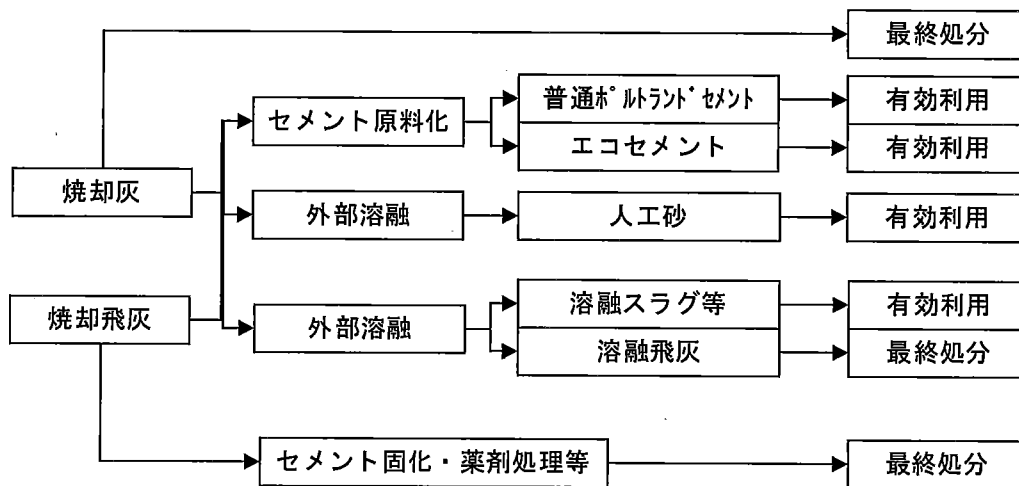 最終処分
普通ポルトランドセメント
有効利用
セメント原料化
エコセメント
有効利用
焼却灰
外部溶融
人工砂
有効利用
焼却飛灰
外部溶融
溶融スラグ等
有効利用
溶融飛灰
最終処分
セメント固化・薬剤処理等
最終処分